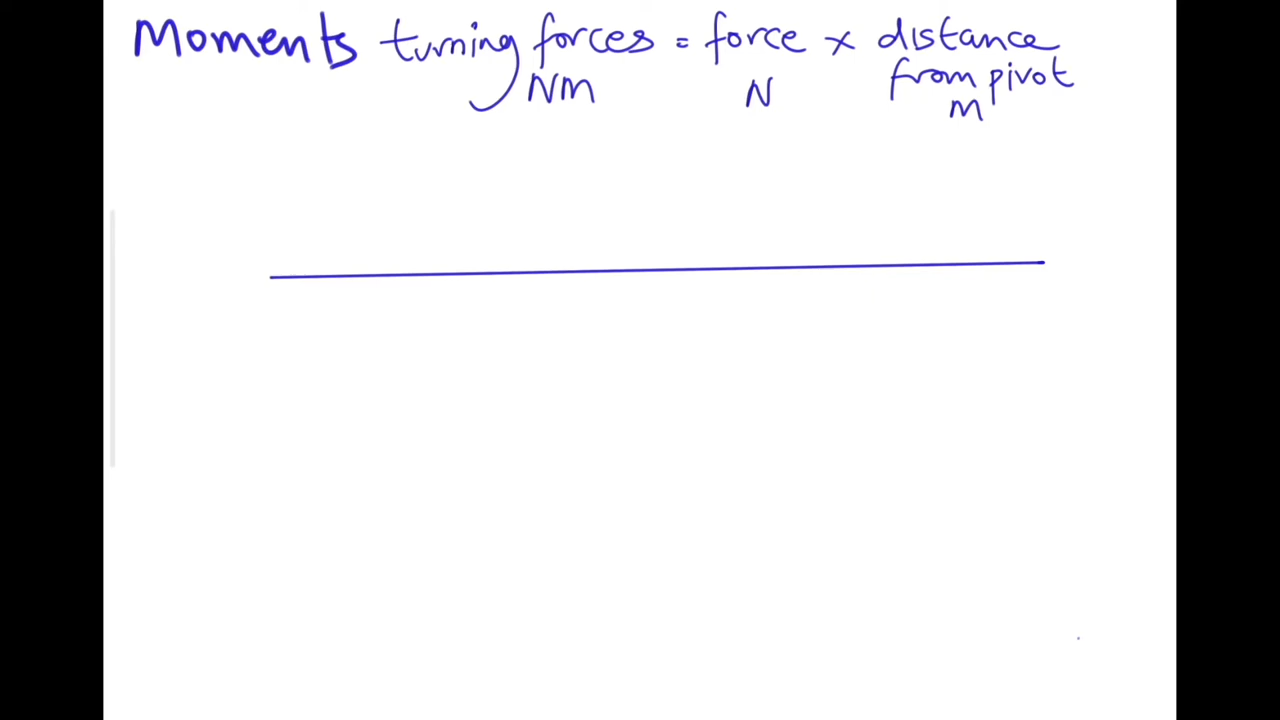 Moments turning forces = force × distance
from pivot
Nm N m